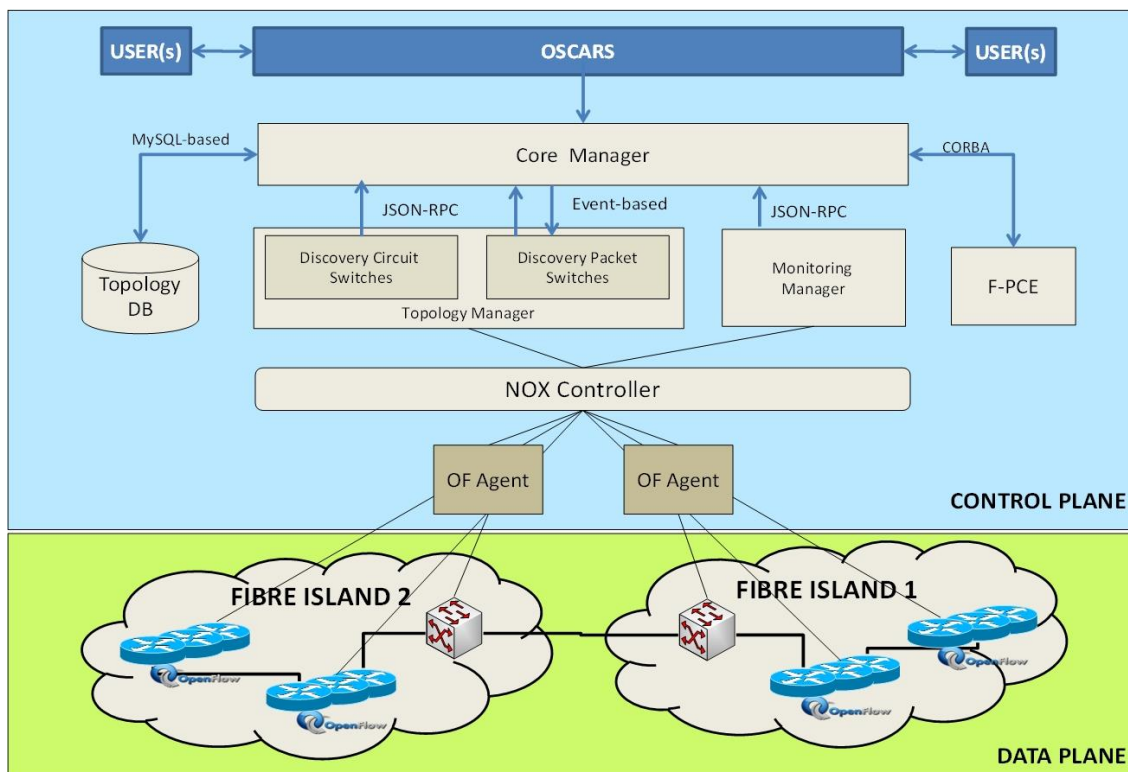 USER(s)
OSCARS
USER(s)
MySQL-based
Core Manager
CORBA
JSON-RPC
Event-based
JSON-RPC
Discovery Circuit
Switches
Discovery Packet
Switches
Topology Manager
Monitoring
Manager
Topology
DB
F-PCE
NOX Controller
OF Agent
OF Agent
CONTROL PLANE
FIBRE ISLAND 2
FIBRE ISLAND 1
OpenFlow
OpenFlow
OpenFlow
OpenFlow
DATA PLANE